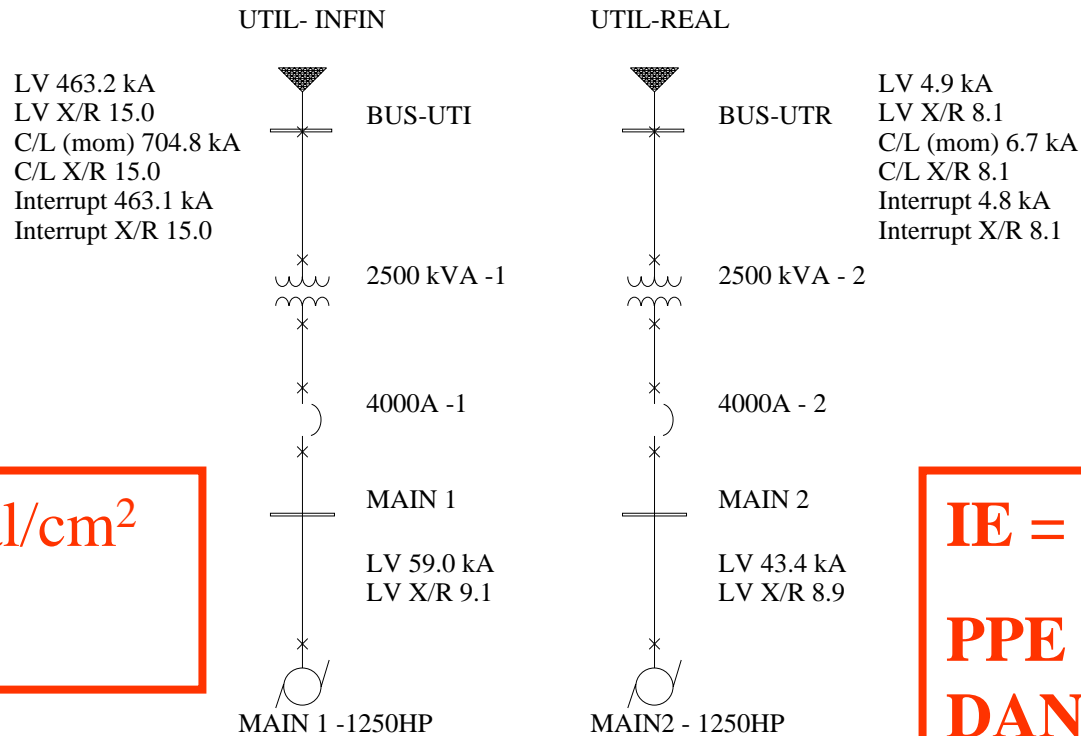 UTIL- INFIN
UTIL-REAL
LV 463.2 kA
LV X/R 15.0
C/L (mom) 704.8 kA
C/L X/R 15.0
Interrupt 463.1 kA
Interrupt X/R 15.0
BUS-UTI
BUS-UTR
LV 4.9 kA
LV X/R 8.1
C/L (mom) 6.7 kA
C/L X/R 8.1
Interrupt 4.8 kA
Interrupt X/R 8.1
2500 kVA -1
2500 kVA - 2
4000A -1
4000A - 2
MAIN 1
LV 59.0 kA
LV X/R 9.1
MAIN 2
LV 43.4 kA
LV X/R 8.9
MAIN 1 -1250HP
MAIN2 - 1250HP
l/cm²
IE =
PPE
DAN